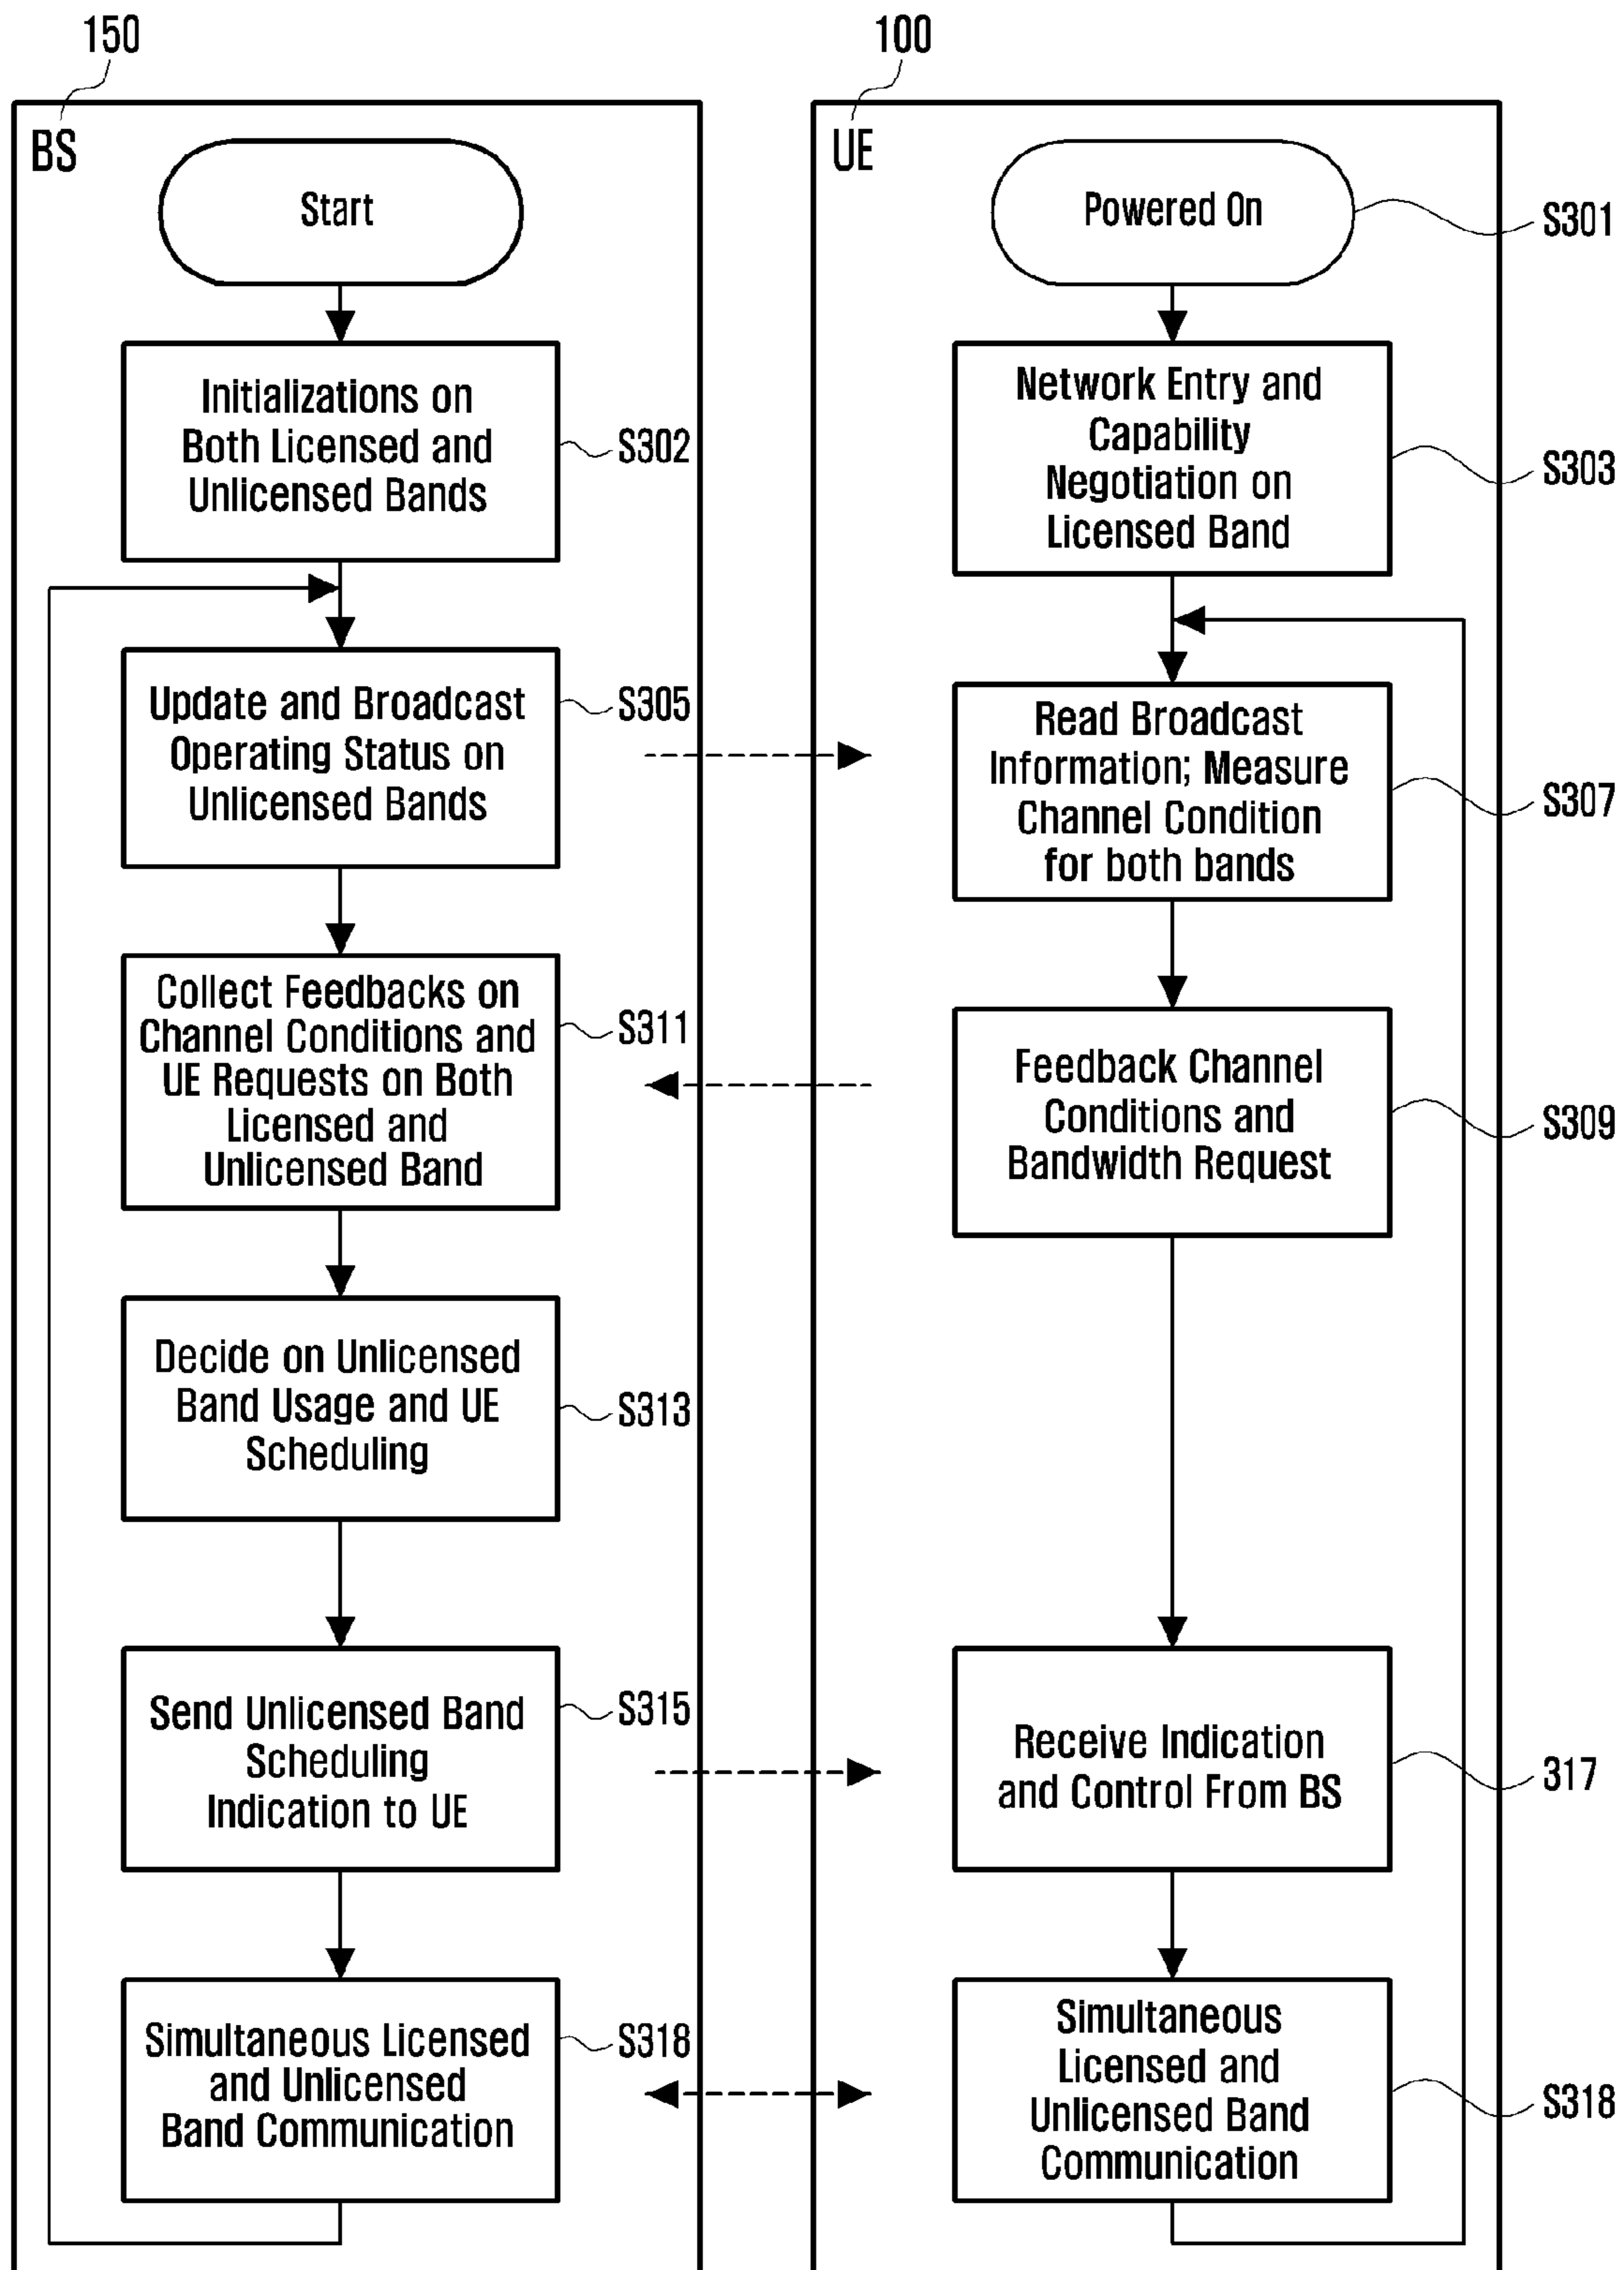 150
BS
Start
Initializations on
Both Licensed and
Unlicensed Bands
S302
Update and Broadcast
Operating Status on
Unlicensed Bands
S305
Collect Feedbacks on
Channel Conditions and
UE Requests on Both
Licensed and
Unlicensed Band
S311
Decide on Unlicensed
Band Usage and UE
Scheduling
S313
Send Unlicensed Band
Scheduling
Indication to UE
S315
Simultaneous Licensed
and Unlicensed
Band Communication
S318
100
UE
Powered On
S301
Network Entry and
Capability
Negotiation on
Licensed Band
S303
Read Broadcast
Information; Measure
Channel Condition
for both bands
S307
Feedback Channel
Conditions and
Bandwidth Request
S309
Receive Indication
and Control From BS
317
Simultaneous
Licensed and
Unlicensed Band
Communication
S318